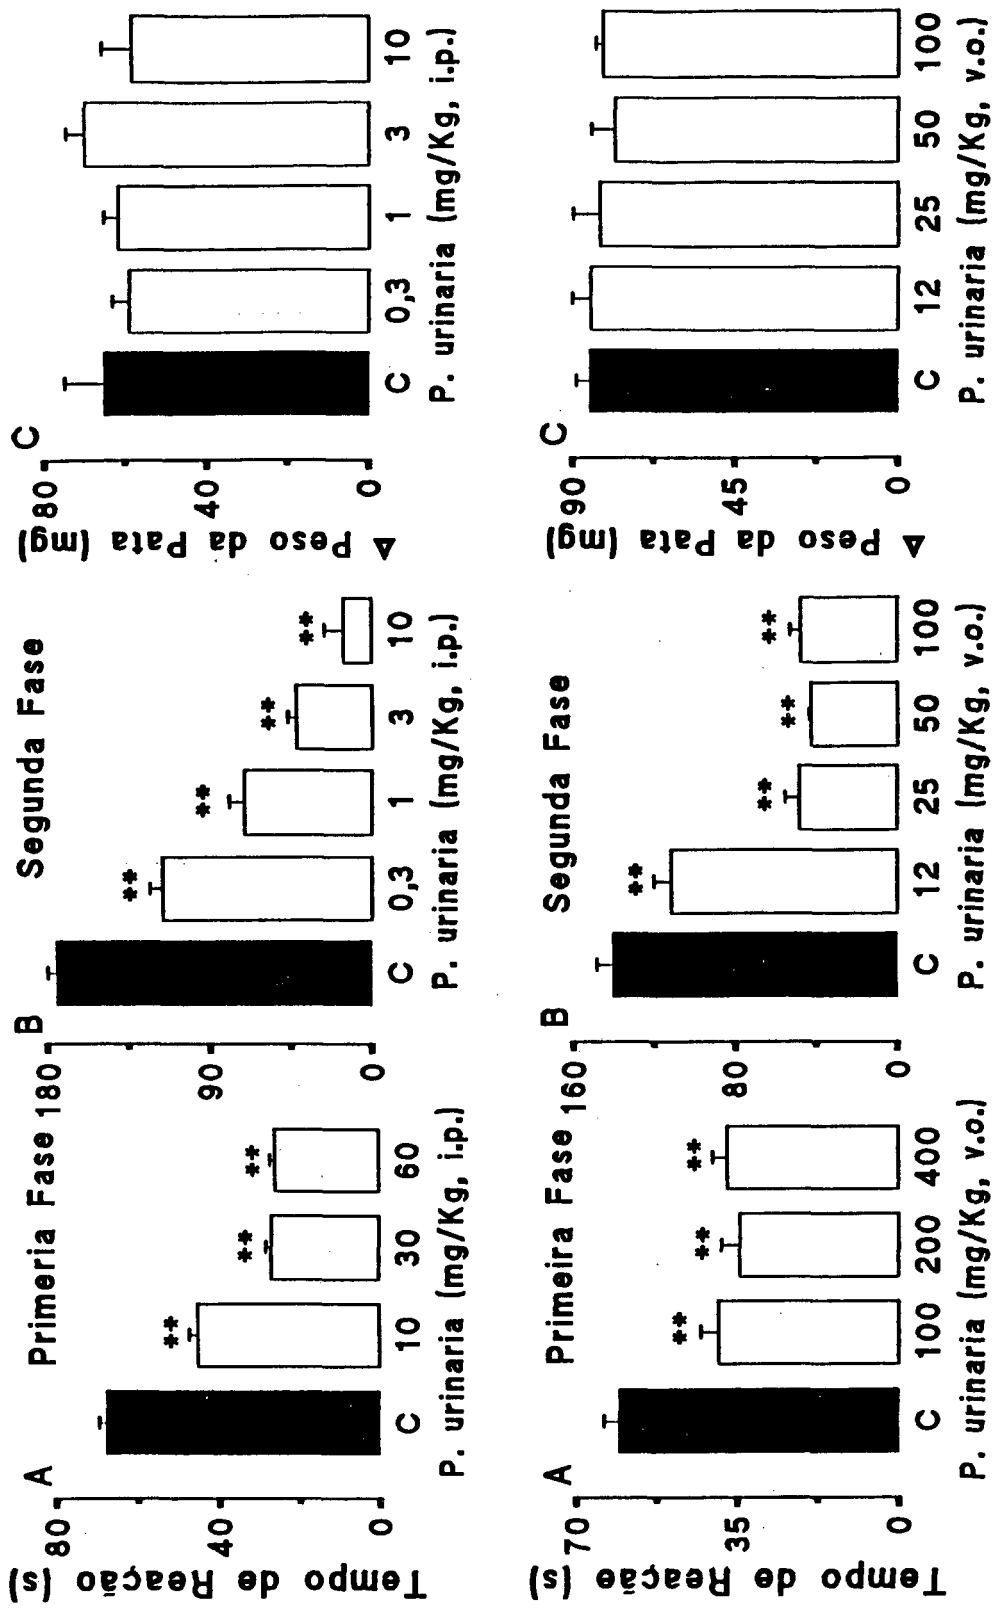 Primeria Fase
Segunda Fase
A
B
C
Tempo de Reação (s)
80
40
0
C
10
30
60
**
**
**
P. urinaria (mg/Kg, i.p.)
180
90
0
C
0,3
1
3
10
**
**
**
**
P. urinaria (mg/Kg, i.p.)
Δ Peso da Pata (mg)
80
40
0
C
0,3
1
3
10
P. urinaria (mg/Kg, i.p.)
Primeira Fase
Segunda Fase
A
B
C
Tempo de Reação (s)
70
35
0
C
100
200
400
**
**
**
P. urinaria (mg/Kg, v.o.)
160
80
0
C
12
25
50
100
**
**
**
**
P. urinaria (mg/Kg, v.o.)
Δ Peso da Pata (mg)
90
45
0
C
12
25
50
100
P. urinaria (mg/Kg, v.o.)